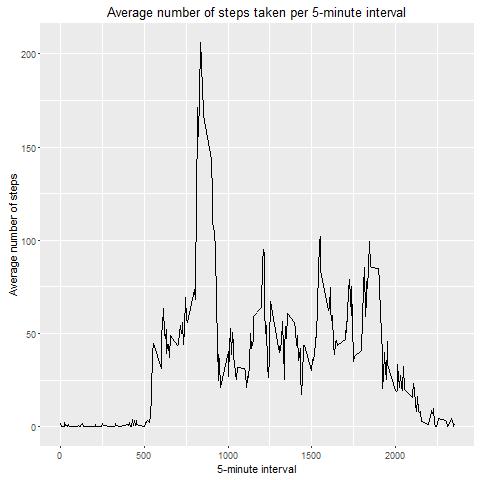 Average number of steps taken per 5-minute interval
200
150
100
50
0
Average number of steps
0 500 1000 1500 2000
5-minute interval